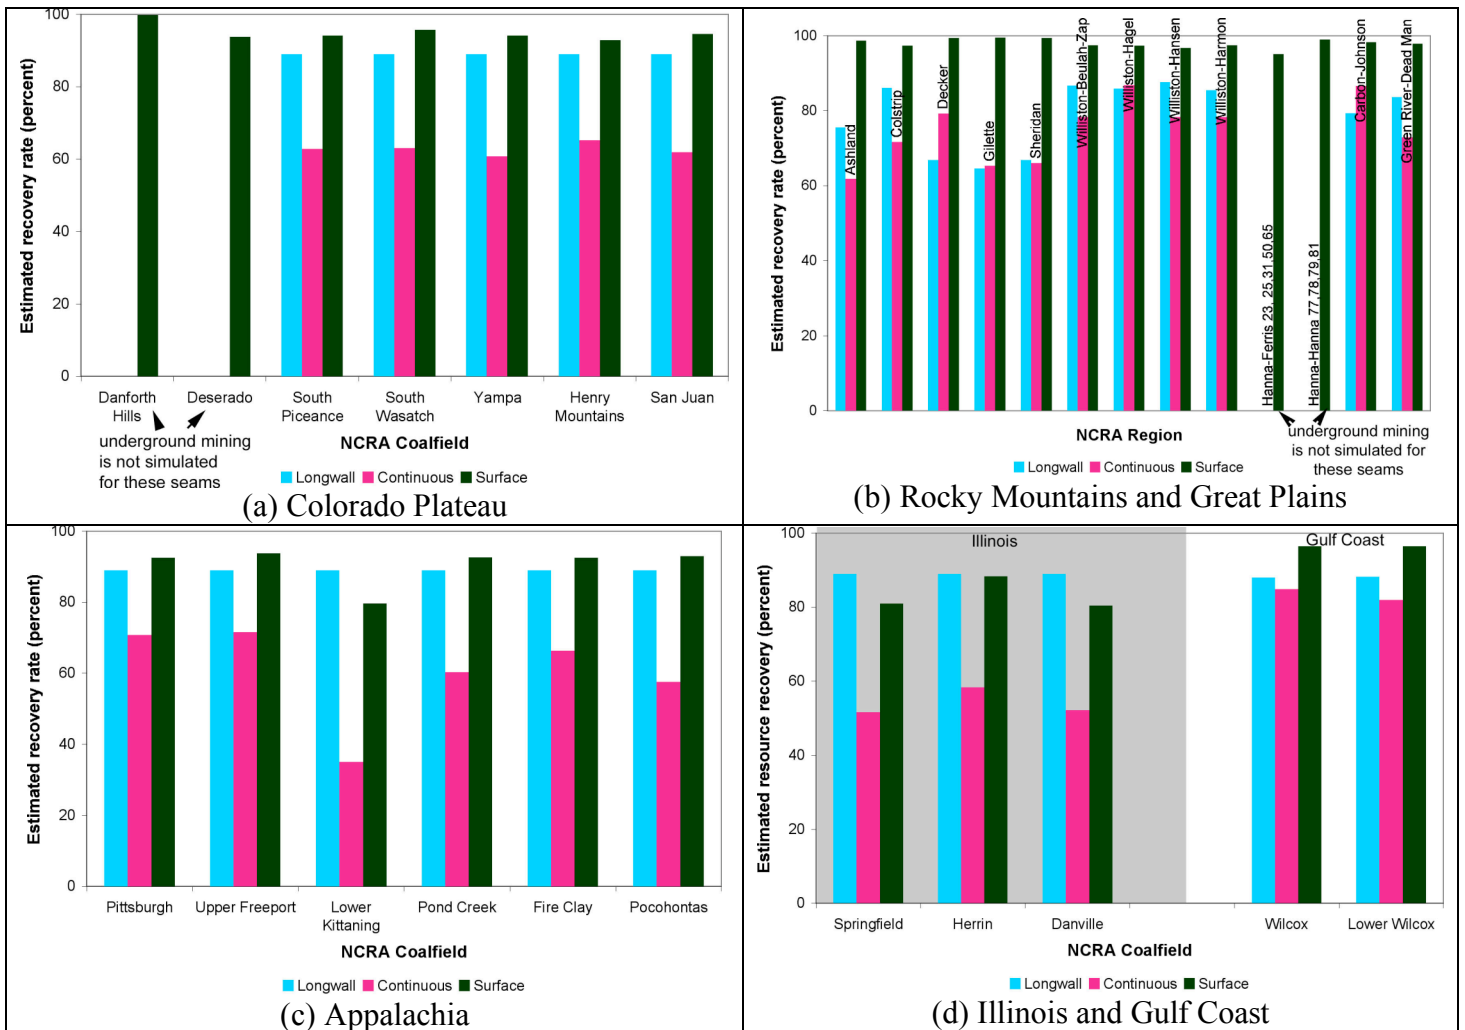 Estimated recovery rate (percent)
100
80
60
40
20
0
Danforth Hills
Deserado
South Piceance
South Wasatch
Yampa
Henry Mountains
San Juan
underground mining
is not simulated
for these seams
NCRA Coalfield
Longwall Continuous Surface
(a) Colorado Plateau
Estimated recovery rate (percent)
100
80
60
40
20
0
Ashland
Colstrip
Decker
Gilette
Sheridan
Williston-Beulah-Zap
Williston-Hagel
Williston-Hansen
Williston-Harmon
Hanna-Ferris 23, 25,31,50,65
Hanna-Hanna 77,78,79,81
Carbon-Johnson
Green River-Dead Man
NCRA Region
underground mining
is not simulated for
these seams
Longwall Continuous Surface
(b) Rocky Mountains and Great Plains
Estimated recovery rate (percent)
100
80
60
40
20
0
Pittsburgh
Upper Freeport
Lower Kittaning
Pond Creek
Fire Clay
Pocohontas
NCRA Coalfield
Longwall Continuous Surface
(c) Appalachia
Estimated resource recovery (percent)
100
80
60
40
20
0
Illinois
Gulf Coast
Springfield
Herrin
Danville
Wilcox
Lower Wilcox
NCRA Coalfield
Longwall Continuous Surface
(d) Illinois and Gulf Coast